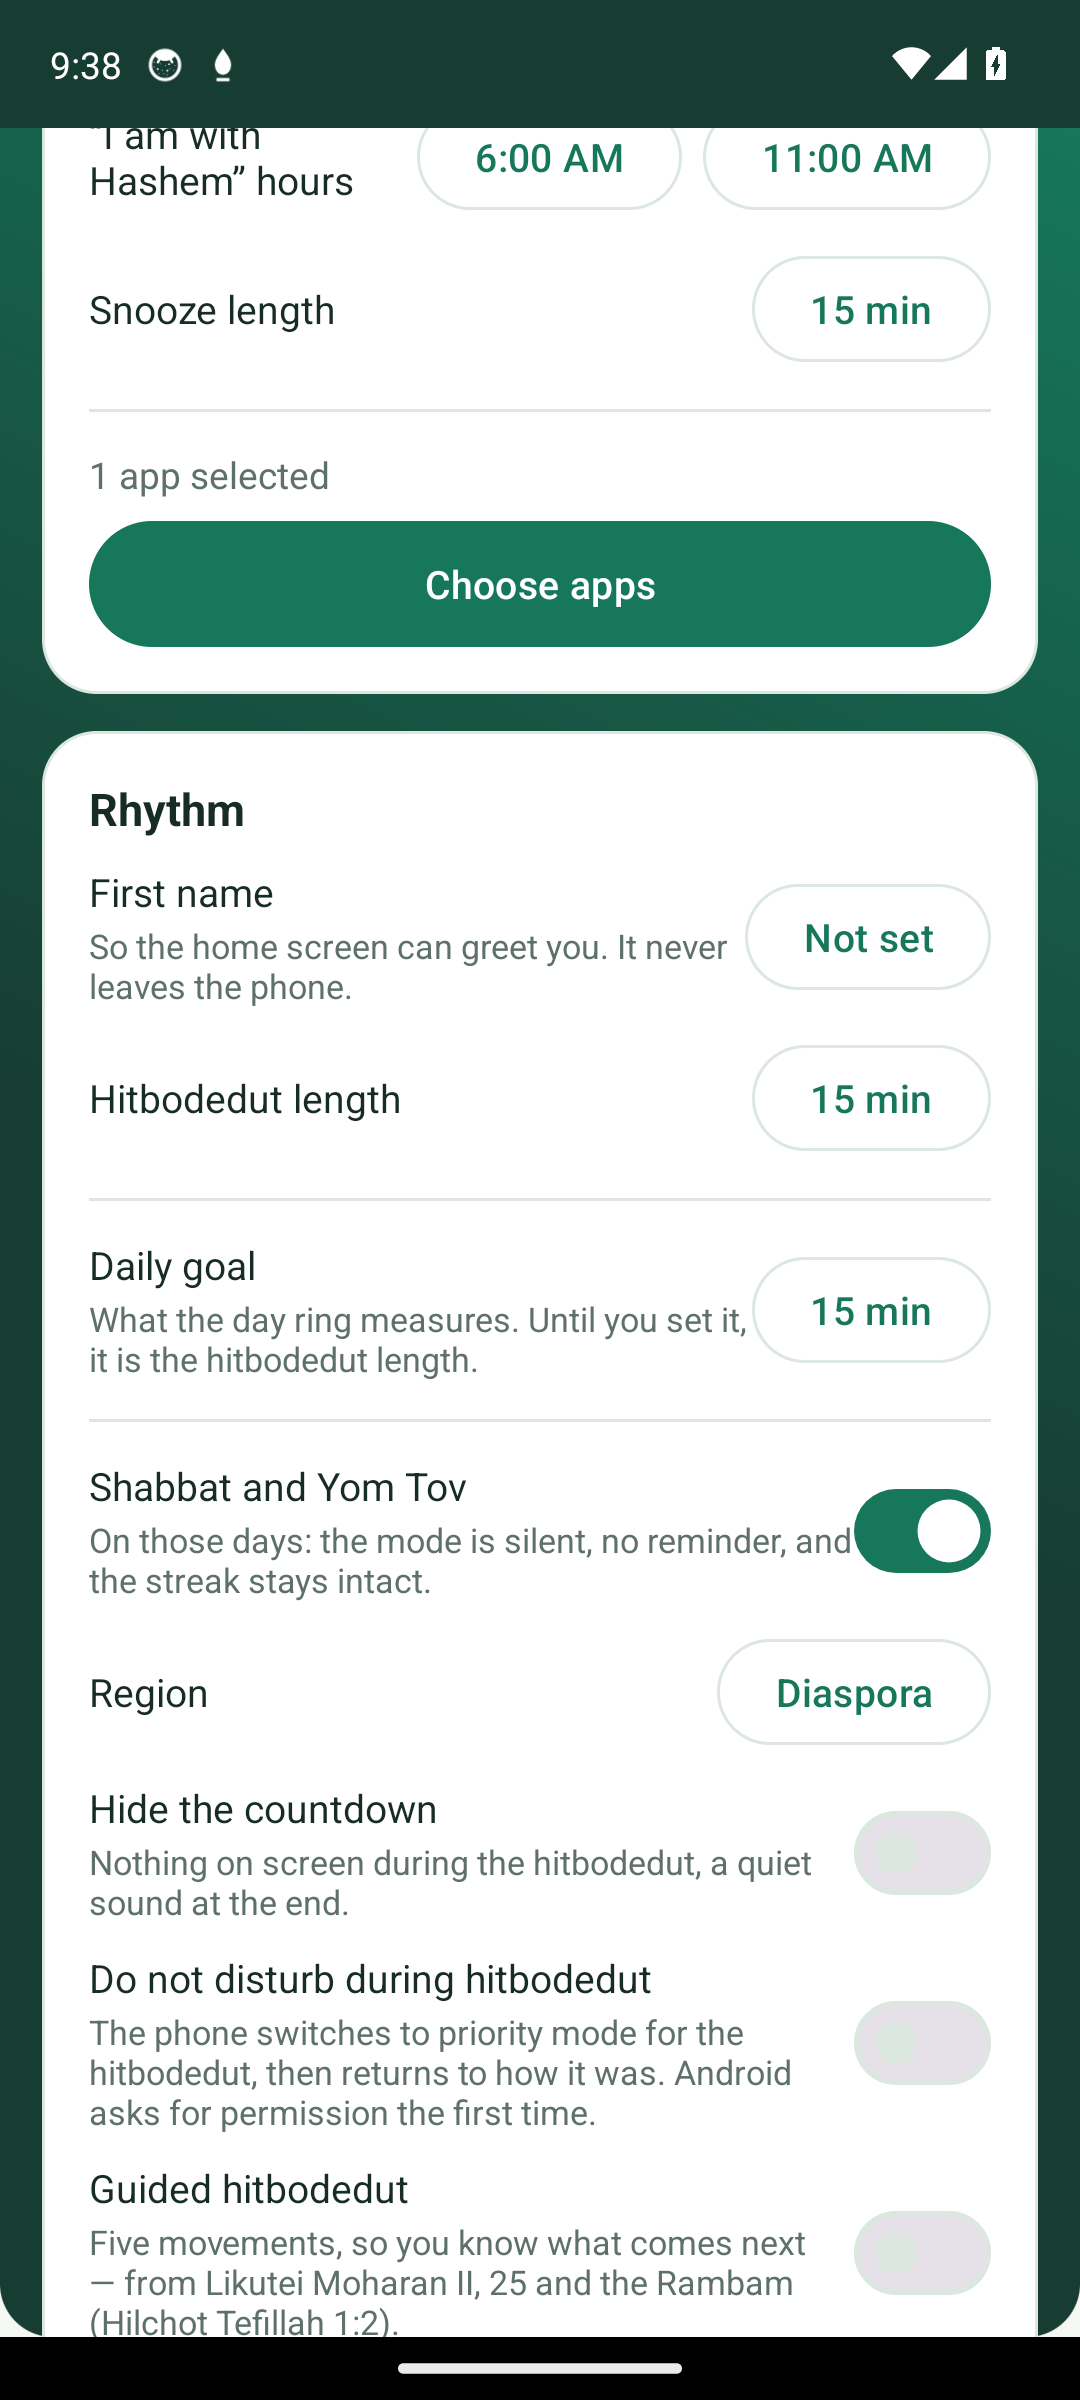 9:38
“I am with
Hashem” hours
6:00 AM
11:00 AM
Snooze length
15 min
1 app selected
Choose apps
Rhythm
First name
So the home screen can greet you. It never
leaves the phone.
Not set
Hitbodedut length
15 min
Daily goal
What the day ring measures. Until you set it,
it is the hitbodedut length.
15 min
Shabbat and Yom Tov
On those days: the mode is silent, no reminder, and
the streak stays intact.
Region
Diaspora
Hide the countdown
Nothing on screen during the hitbodedut, a quiet
sound at the end.
Do not disturb during hitbodedut
The phone switches to priority mode for the
hitbodedut, then returns to how it was. Android
asks for permission the first time.
Guided hitbodedut
Five movements, so you know what comes next
— from Likutei Moharan II, 25 and the Rambam
(Hilchot Tefillah 1:2).